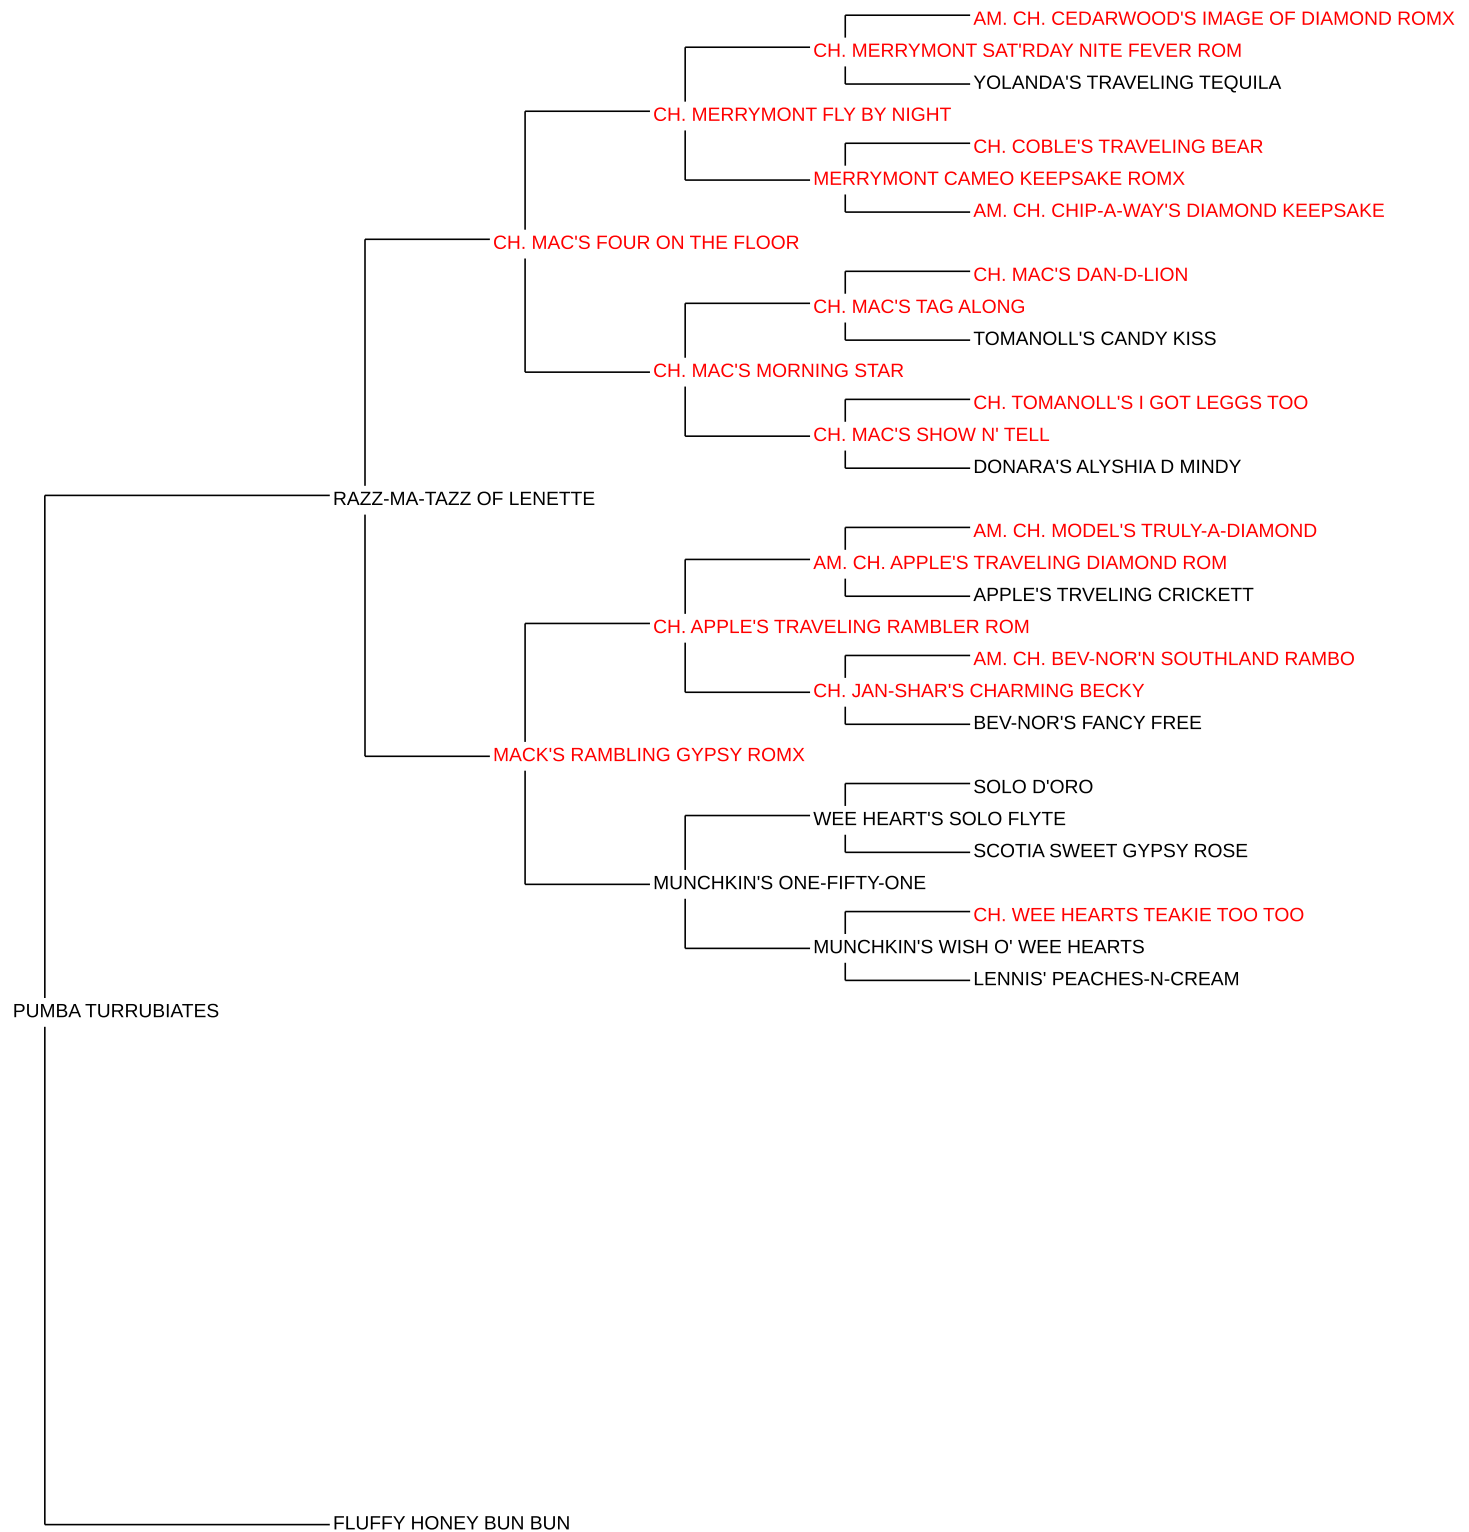 AM. CH. CEDARWOOD'S IMAGE OF DIAMOND ROMX
CH. MERRYMONT SAT'RDAY NITE FEVER ROM
YOLANDA'S TRAVELING TEQUILA
CH. MERRYMONT FLY BY NIGHT
CH. COBLE'S TRAVELING BEAR
MERRYMONT CAMEO KEEPSAKE ROMX
AM. CH. CHIP-A-WAY'S DIAMOND KEEPSAKE
CH. MAC'S FOUR ON THE FLOOR
CH. MAC'S DAN-D-LION
CH. MAC'S TAG ALONG
TOMANOLL'S CANDY KISS
CH. MAC'S MORNING STAR
CH. TOMANOLL'S I GOT LEGGS TOO
CH. MAC'S SHOW N' TELL
DONARA'S ALYSHIA D MINDY
RAZZ-MA-TAZZ OF LENETTE
AM. CH. MODEL'S TRULY-A-DIAMOND
AM. CH. APPLE'S TRAVELING DIAMOND ROM
APPLE'S TRVELING CRICKETT
CH. APPLE'S TRAVELING RAMBLER ROM
AM. CH. BEV-NOR'N SOUTHLAND RAMBO
CH. JAN-SHAR'S CHARMING BECKY
BEV-NOR'S FANCY FREE
MACK'S RAMBLING GYPSY ROMX
SOLO D'ORO
WEE HEART'S SOLO FLYTE
SCOTIA SWEET GYPSY ROSE
MUNCHKIN'S ONE-FIFTY-ONE
CH. WEE HEARTS TEAKIE TOO TOO
MUNCHKIN'S WISH O' WEE HEARTS
LENNIS' PEACHES-N-CREAM
PUMBA TURRUBIATES
FLUFFY HONEY BUN BUN